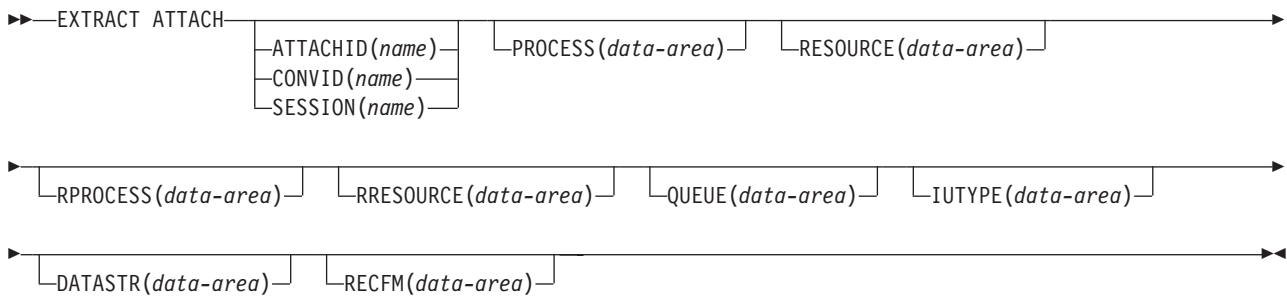 EXTRACT ATTACH
ATTACHID(name) PROCESS(data-area) RESOURCE(data-area)
CONVID(name)
SESSION(name)
RPROCESS(data-area) RRESOURCE(data-area) QUEUE(data-area) IUTYPE(data-area)
DATASTR(data-area) RECFM(data-area)